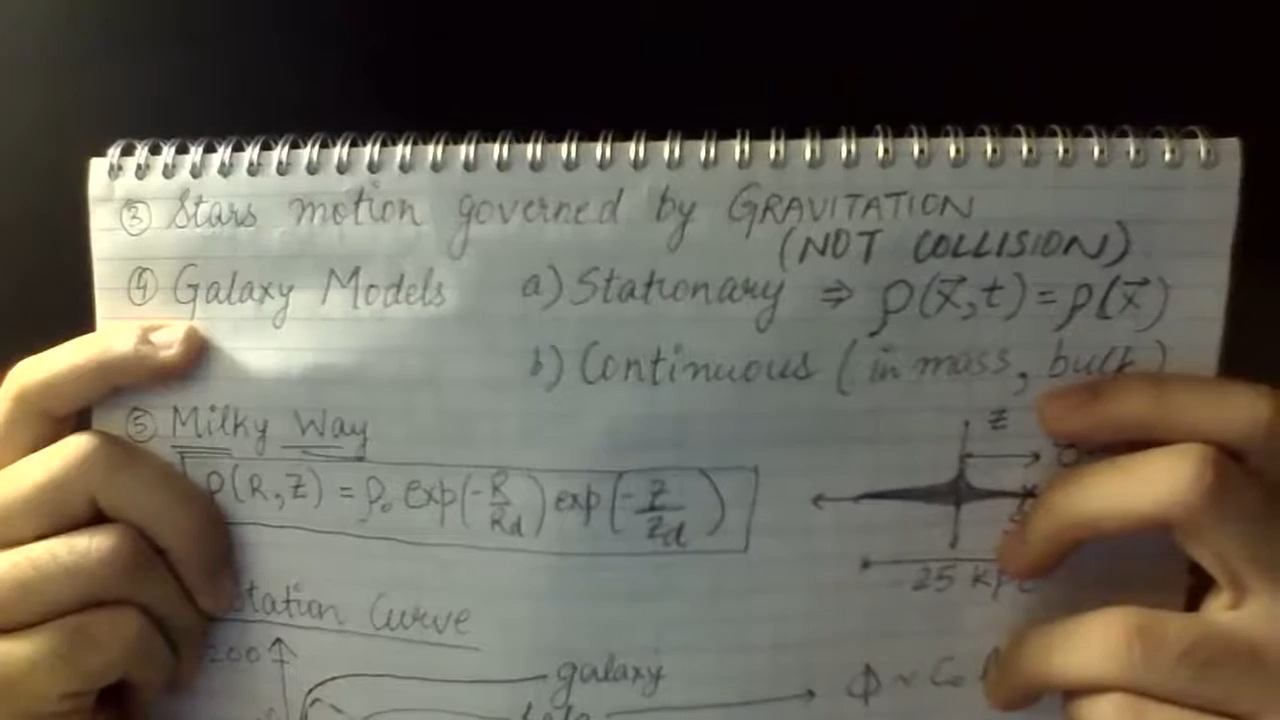 ③ Stars motion governed by GRAVITATION
(NOT COLLISION)
④ Galaxy Models a) Stationary ⇒ ρ(x⃗,t) = ρ(x⃗)
b) Continuous (in mass, bulk)
⑤ Milky Way
ρ(R,Z) = ρ₀ exp(-R/Rd) exp(-Z/Zd)
Z
25 kpc
Curve
200
galaxy
Φ ~